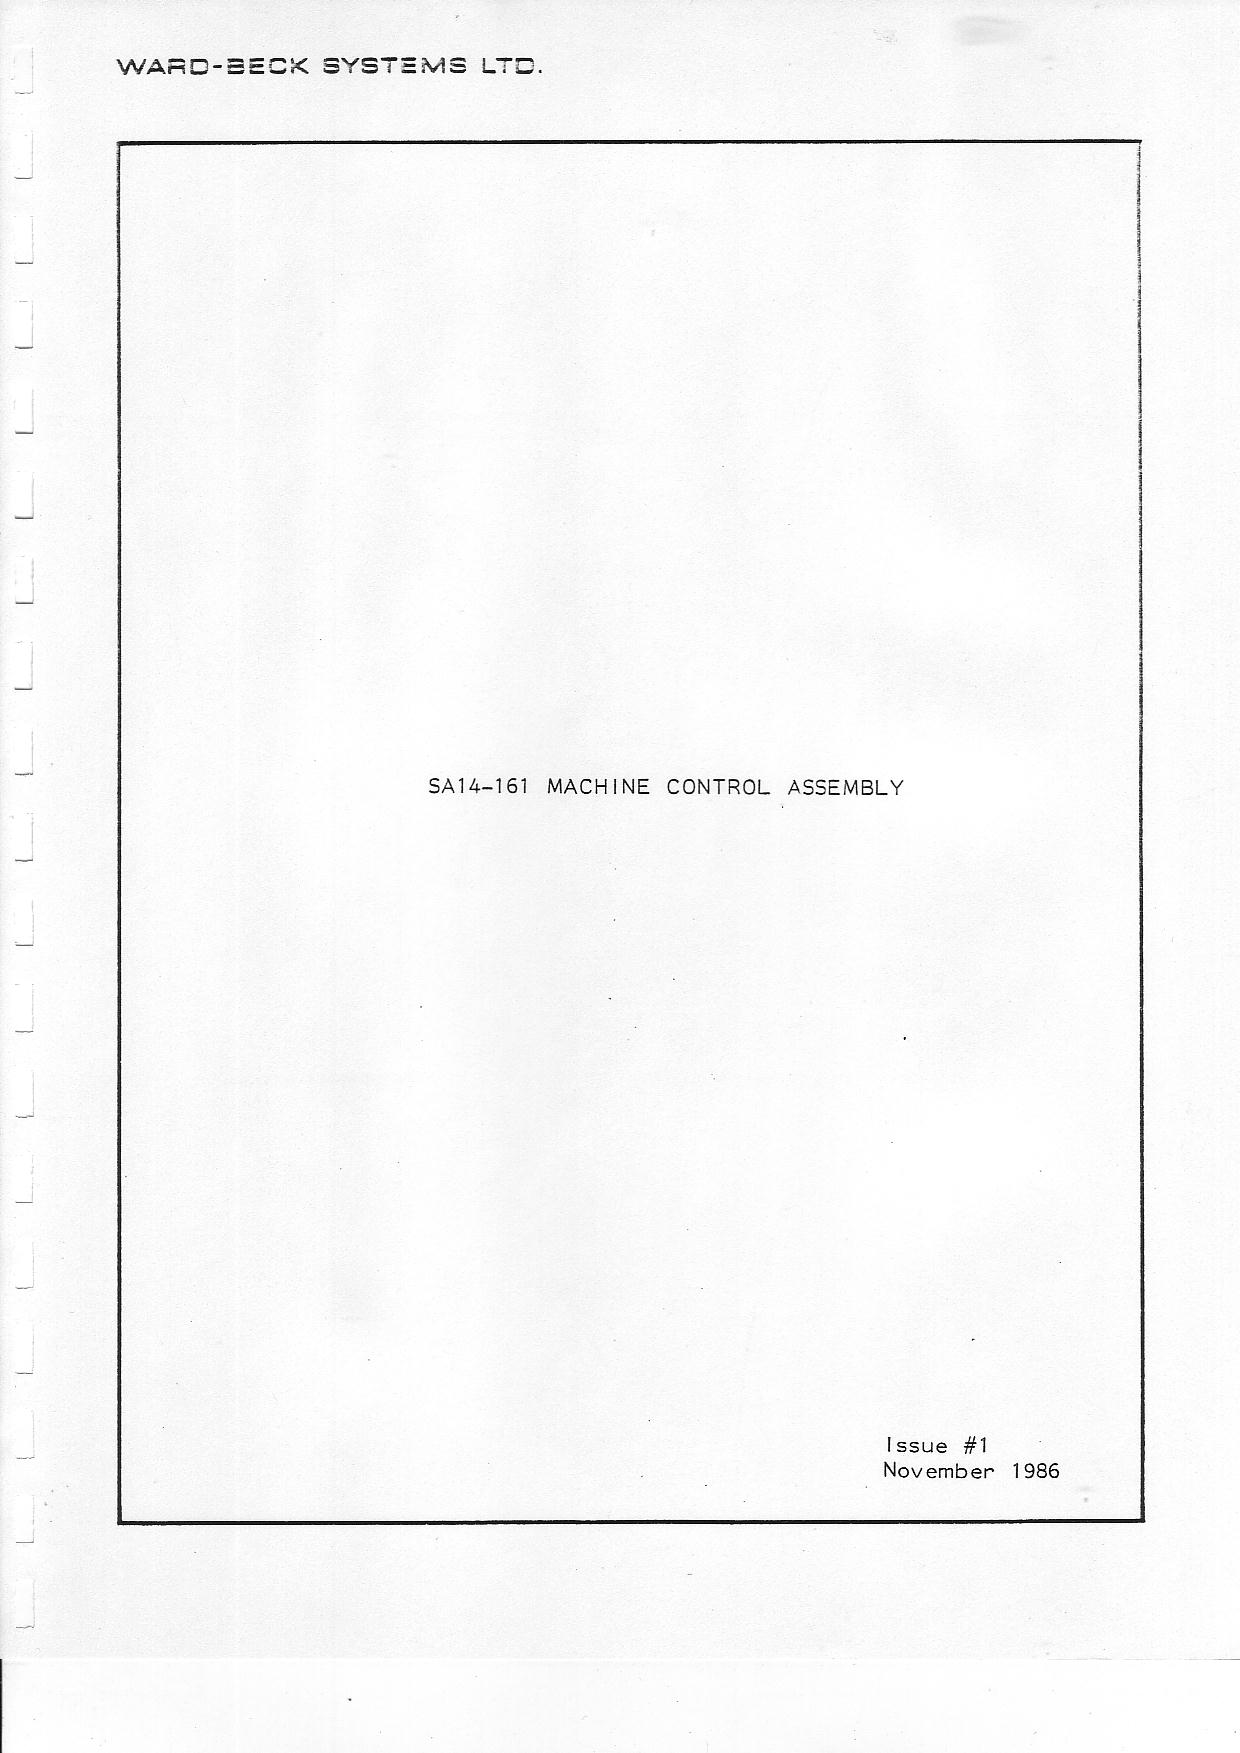 WARD-BECK SYSTEMS LTD.
SA14-161 MACHINE CONTROL ASSEMBLY
Issue #1
November 1986